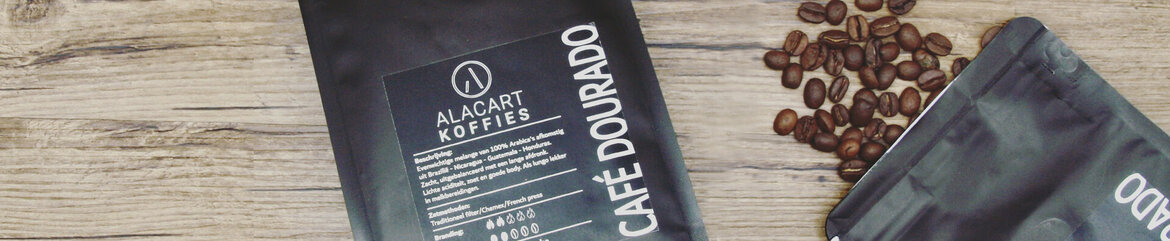 ALACART
KOFFIES
Beschrijving:
Evenwichtige melange van 100% Arabica's afkomstig
uit Brazilië - Nicaragua - Guatemala - Honduras.
Zacht, uitgebalanceerd met een lange afdronk.
Lichte aciditeit, zoet en goede body. Als lungo lekker
in melkbereidingen.
Zetmethoden:
Traditioneel filter/Chemex/French press
Branding:
CAFÉ DOURADO
RADO